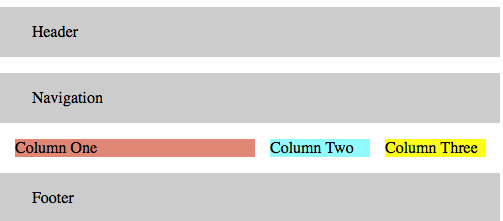 Header
Navigation
Column One Column Two Column Three
Footer